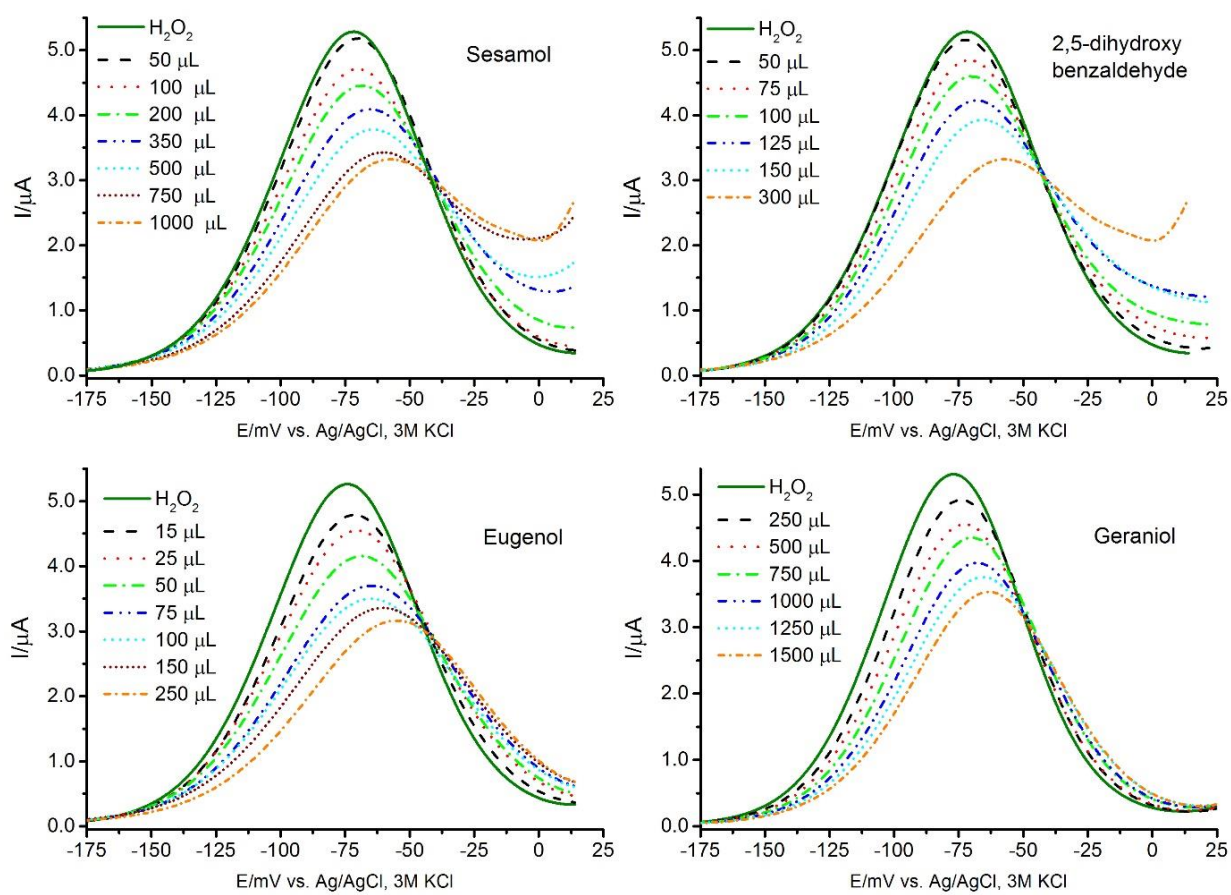 H₂O₂
50 μL
100 μL
200 μL
350 μL
500 μL
750 μL
1000 μL
Sesamol
I/μA
5.0
4.0
3.0
2.0
1.0
0.0
-175 -150 -125 -100 -75 -50 -25 0 25
E/mV vs. Ag/AgCl, 3M KCl
H₂O₂
50 μL
75 μL
100 μL
125 μL
150 μL
300 μL
2,5-dihydroxy
benzaldehyde
I/μA
5.0
4.0
3.0
2.0
1.0
0.0
-175 -150 -125 -100 -75 -50 -25 0 25
E/mV vs. Ag/AgCl, 3M KCl
H₂O₂
15 μL
25 μL
50 μL
75 μL
100 μL
150 μL
250 μL
Eugenol
I/μA
5.0
4.0
3.0
2.0
1.0
0.0
-175 -150 -125 -100 -75 -50 -25 0 25
E/mV vs. Ag/AgCl, 3M KCl
H₂O₂
250 μL
500 μL
750 μL
1000 μL
1250 μL
1500 μL
Geraniol
I/μA
5.0
4.0
3.0
2.0
1.0
0.0
-175 -150 -125 -100 -75 -50 -25 0 25
E/mV vs. Ag/AgCl, 3M KCl